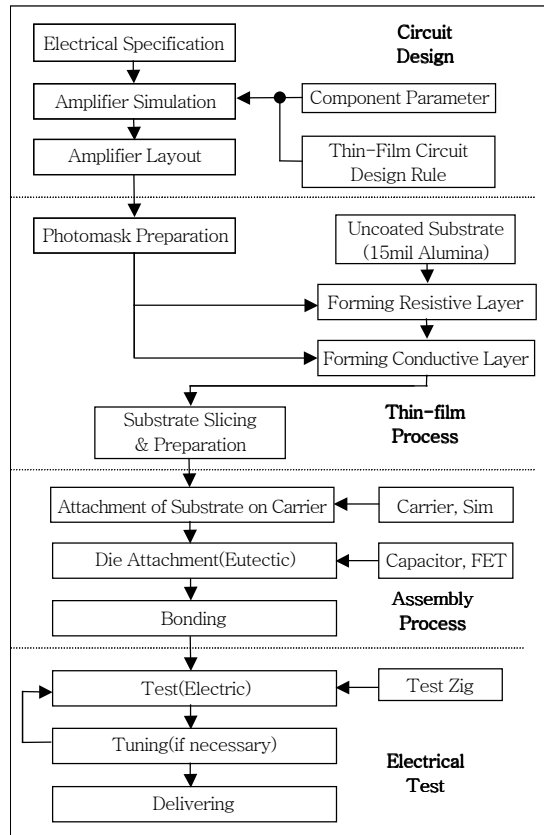 Electrical Specification
Circuit
Design
Amplifier Simulation
Component Parameter
Amplifier Layout
Thin-Film Circuit
Design Rule
Photomask Preparation
Uncoated Substrate
(15mil Alumina)
Forming Resistive Layer
Forming Conductive Layer
Substrate Slicing
& Preparation
Thin-film
Process
Attachment of Substrate on Carrier
Carrier, Sim
Die Attachment(Eutectic)
Capacitor, FET
Bonding
Assembly
Process
Test(Electric)
Test Zig
Tuning(if necessary)
Delivering
Electrical
Test